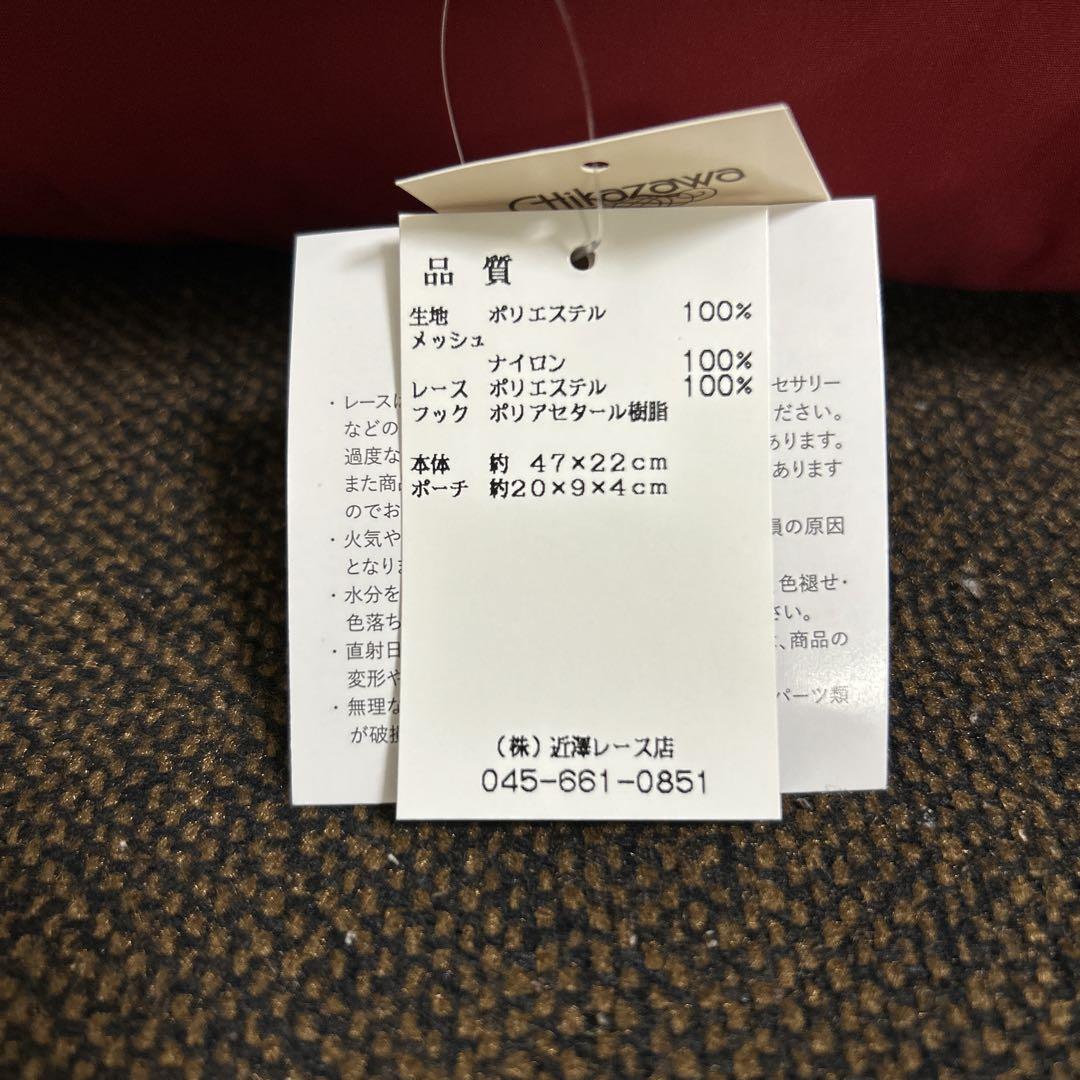 Chikazawa
品質
生地 ポリエステル 100%
メッシュ
ナイロン 100%
レース ポリエステル 100%
フック ポリアセタール樹脂
本体 約 47×22cm
ポーチ 約20×9×4cm
(株)近澤レース店
045-661-0851
・レースに
などの
過度な
また商品
のでお
・火気や
となりま
・水分を
色落ち
・直射日
変形や
・無理な
が破損
セサリー
ださい。
あります。
あります
員の原因
色褪せ・
さい。
、商品の
パーツ類